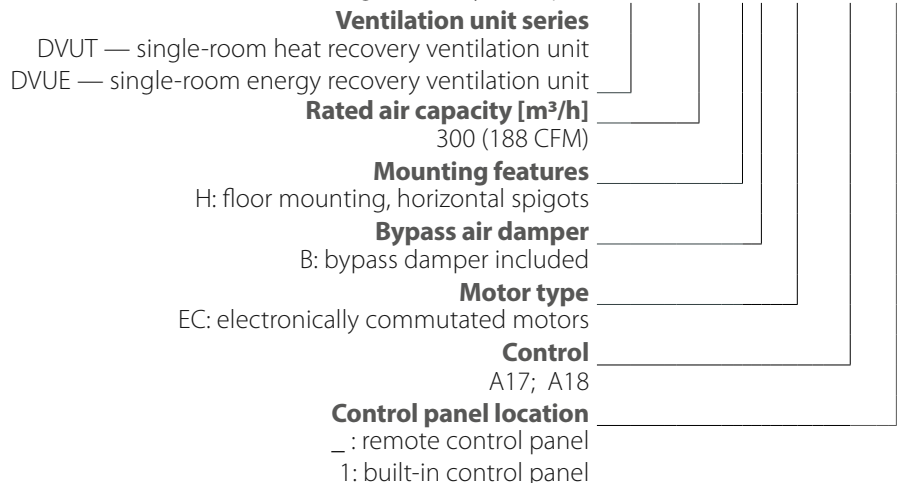 Ventilation unit series
DVUT — single-room heat recovery ventilation unit
DVUE — single-room energy recovery ventilation unit
Rated air capacity [m³/h]
300 (188 CFM)
Mounting features
H: floor mounting, horizontal spigots
Bypass air damper
B: bypass damper included
Motor type
EC: electronically commutated motors
Control
A17; A18
Control panel location
_ : remote control panel
1: built-in control panel